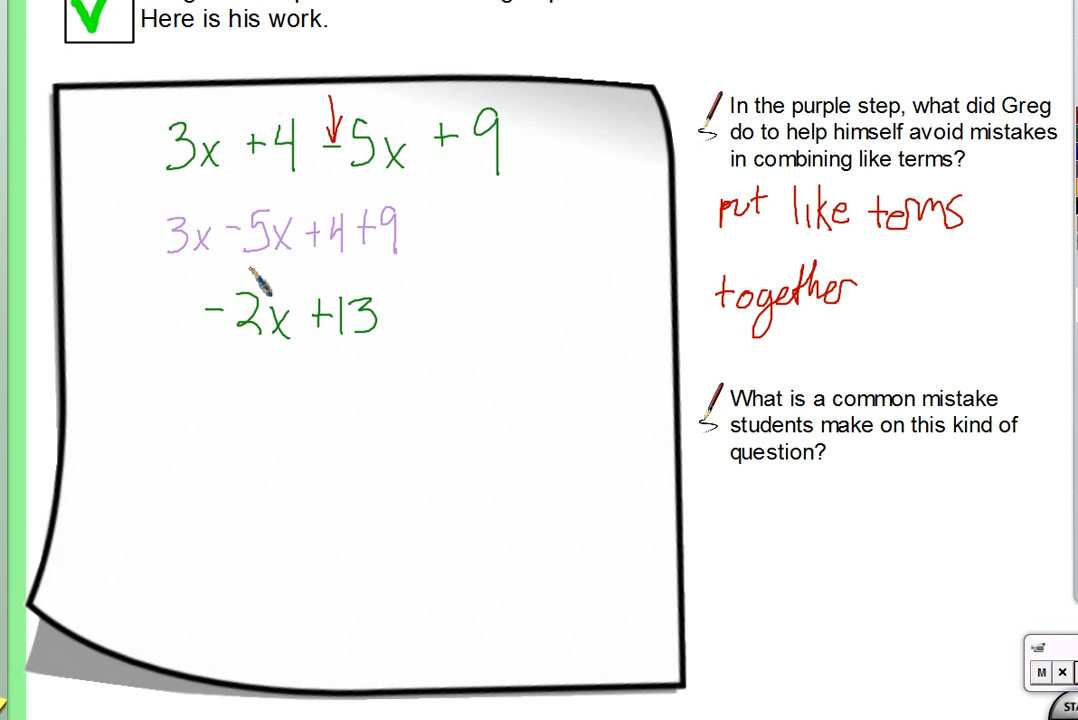 Here is his work.
3x + 4 - 5x + 9
3x - 5x + 4 + 9
- 2x + 13
In the purple step, what did Greg
do to help himself avoid mistakes
in combining like terms?
put like terms
together
What is a common mistake
students make on this kind of
question?
M ×